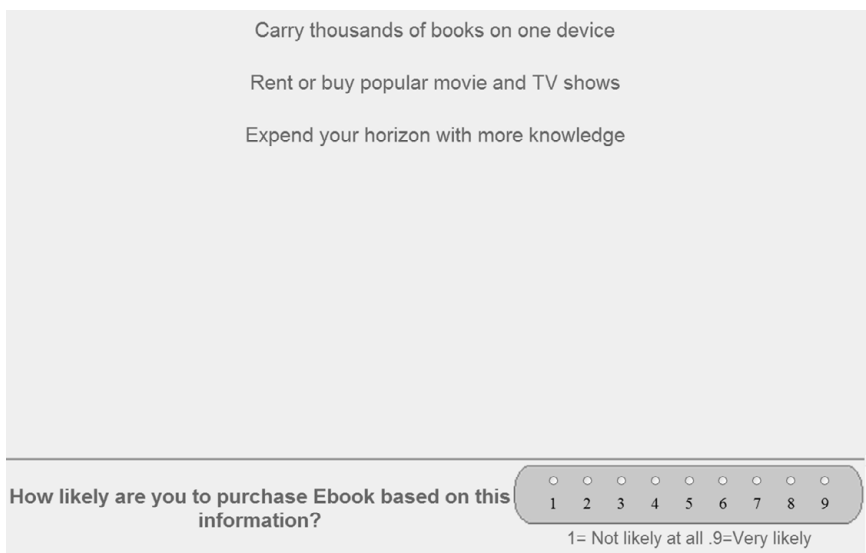 Carry thousands of books on one device
Rent or buy popular movie and TV shows
Expend your horizon with more knowledge
How likely are you to purchase Ebook based on this
information?
1 2 3 4 5 6 7 8 9
1= Not likely at all .9=Very likely